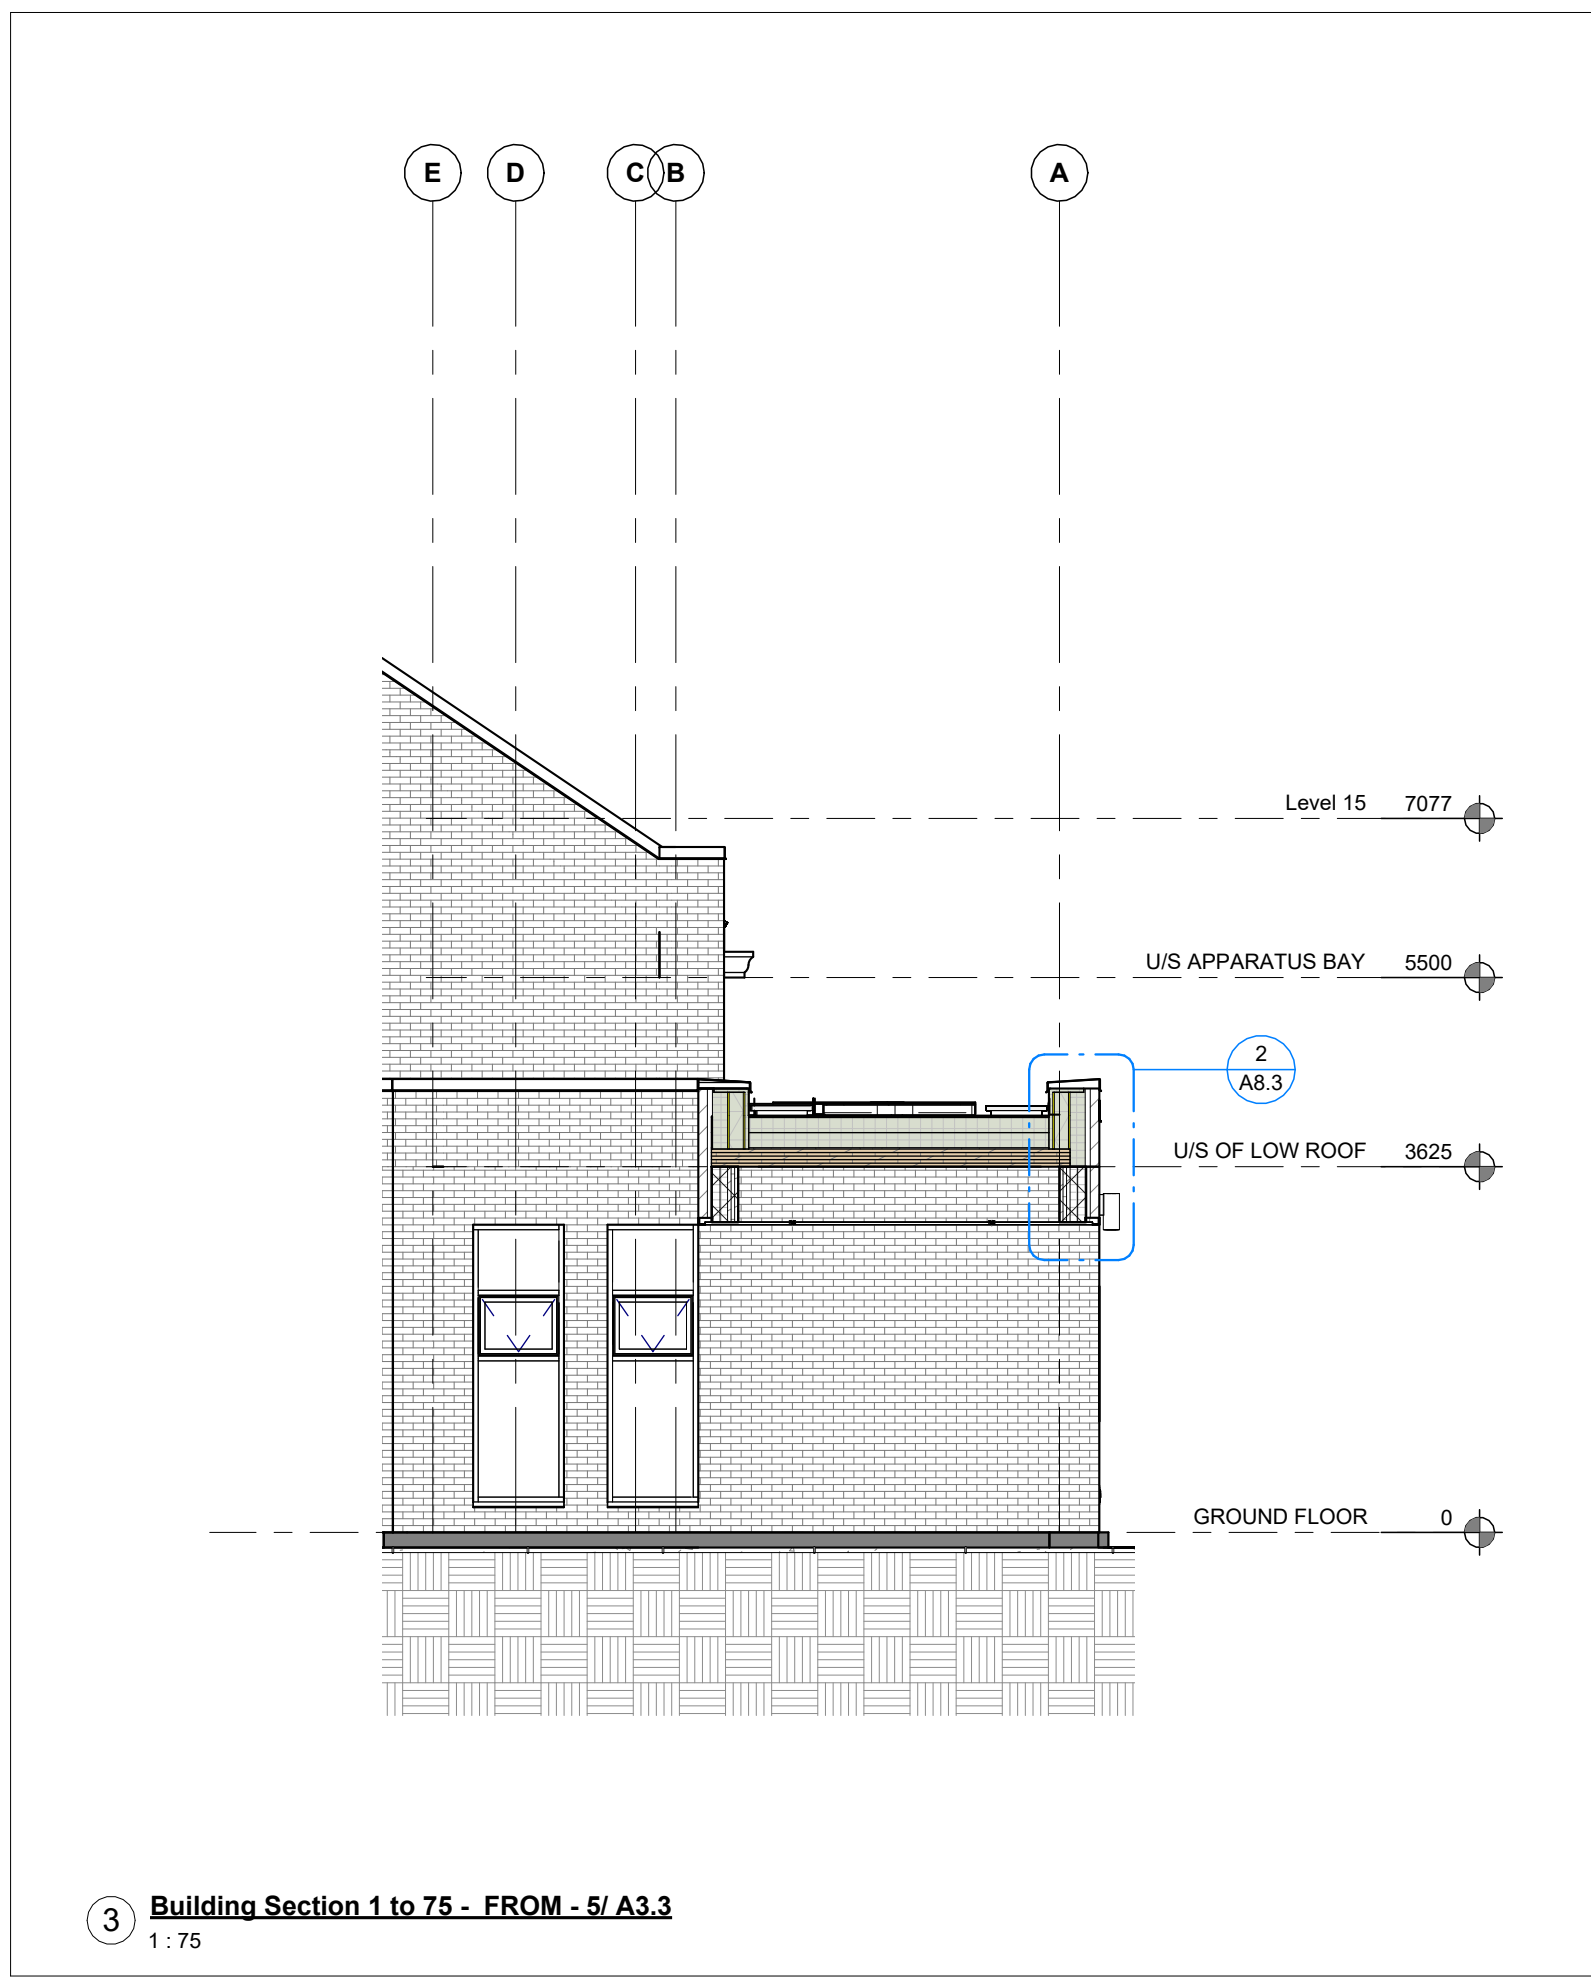 E D C B A
Level 15 7077
U/S APPARATUS BAY 5500
2
A8.3
U/S OF LOW ROOF 3625
GROUND FLOOR 0
3 Building Section 1 to 75 - FROM - 5/ A3.3
1 : 75